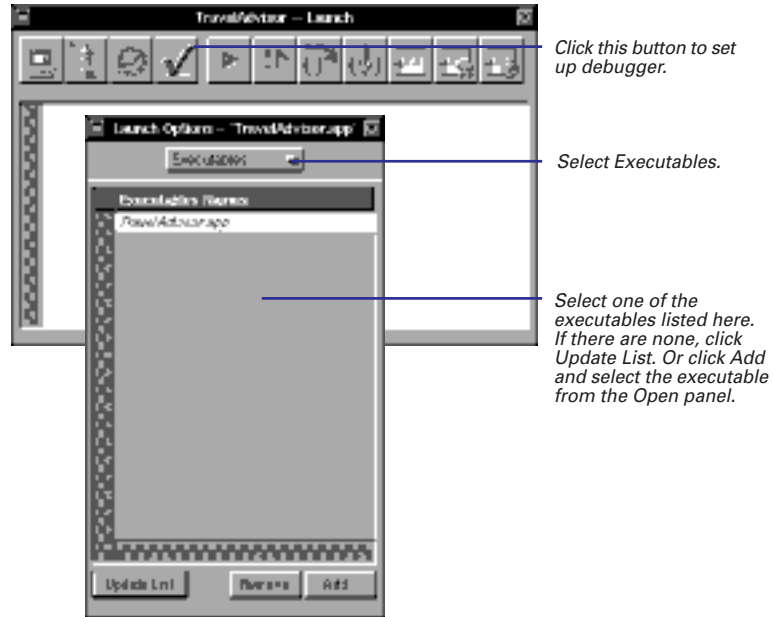 TravelAdvisor — Launch
Click this button to set
up debugger.
Launch Options — TravelAdvisor.app
Executables
Select Executables.
Executables Names
TravelAdvisor.app
Select one of the
executables listed here.
If there are none, click
Update List. Or click Add
and select the executable
from the Open panel.
Update List
Remove
Add